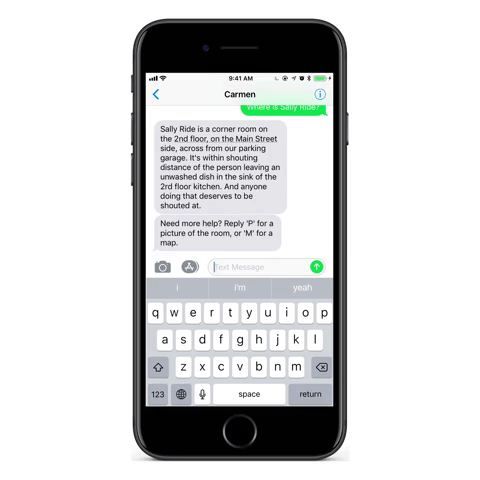 9:41 AM
Carmen
Where is Sally Ride?
Sally Ride is a corner room on
the 2nd floor, on the Main Street
side, across from our parking
garage. It's within shouting
distance of the person leaving an
unwashed dish in the sink of the
2rd floor kitchen. And anyone
doing that deserves to be
shouted at.
Need more help? Reply 'P' for a
picture of the room, or 'M' for a
map.
Text Message
i i'm yeah
q w e r t y u i o p
a s d f g h j k l
z x c v b n m
123 space return